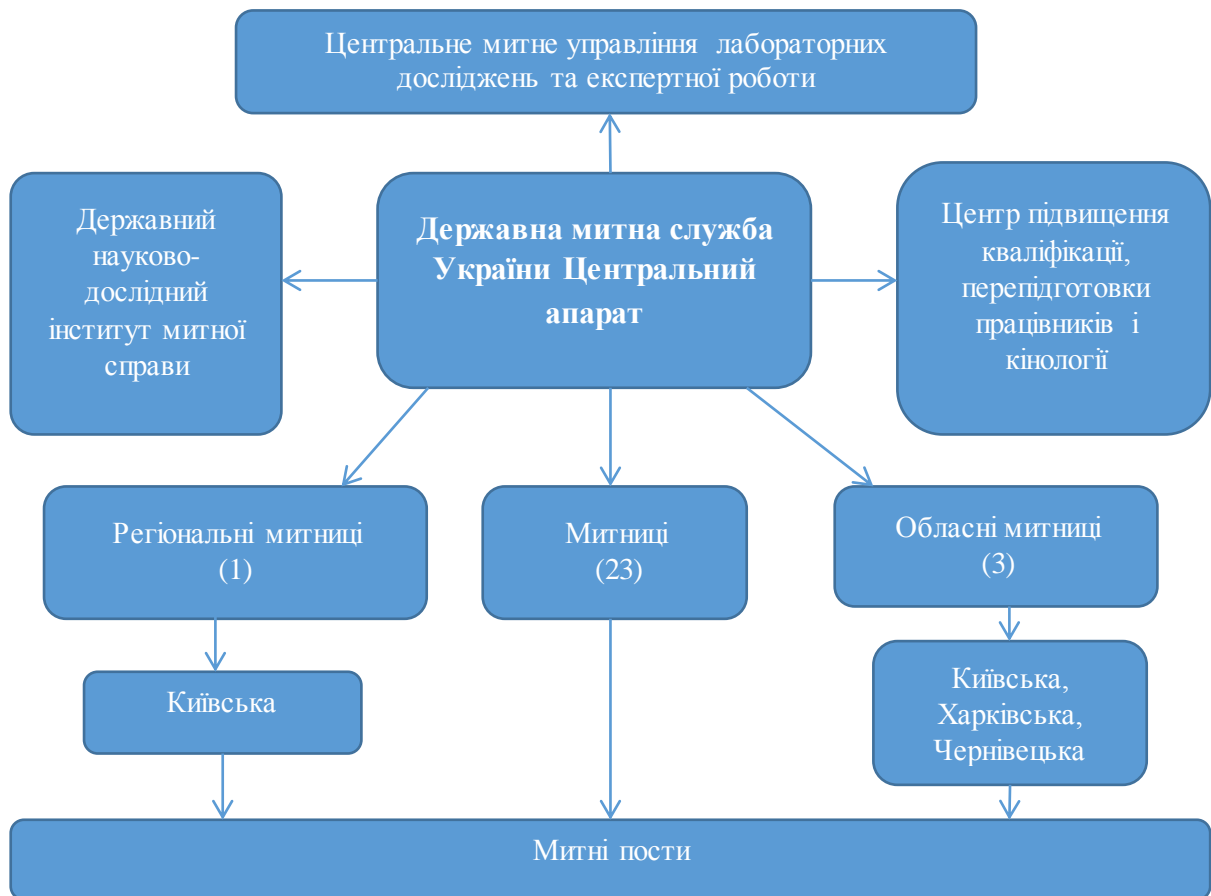 Центральне митне управління лабораторних
досліджень та експертної роботи
Державний
науково-
дослідний
інститут митної
справи
Державна митна служба
України Центральний
апарат
Центр підвищення
кваліфікації,
перепідготовки
працівників і
кінології
Регіональні митниці
(1)
Митниці
(23)
Обласні митниці
(3)
Київська
Київська,
Харківська,
Чернівецька
Митні пости